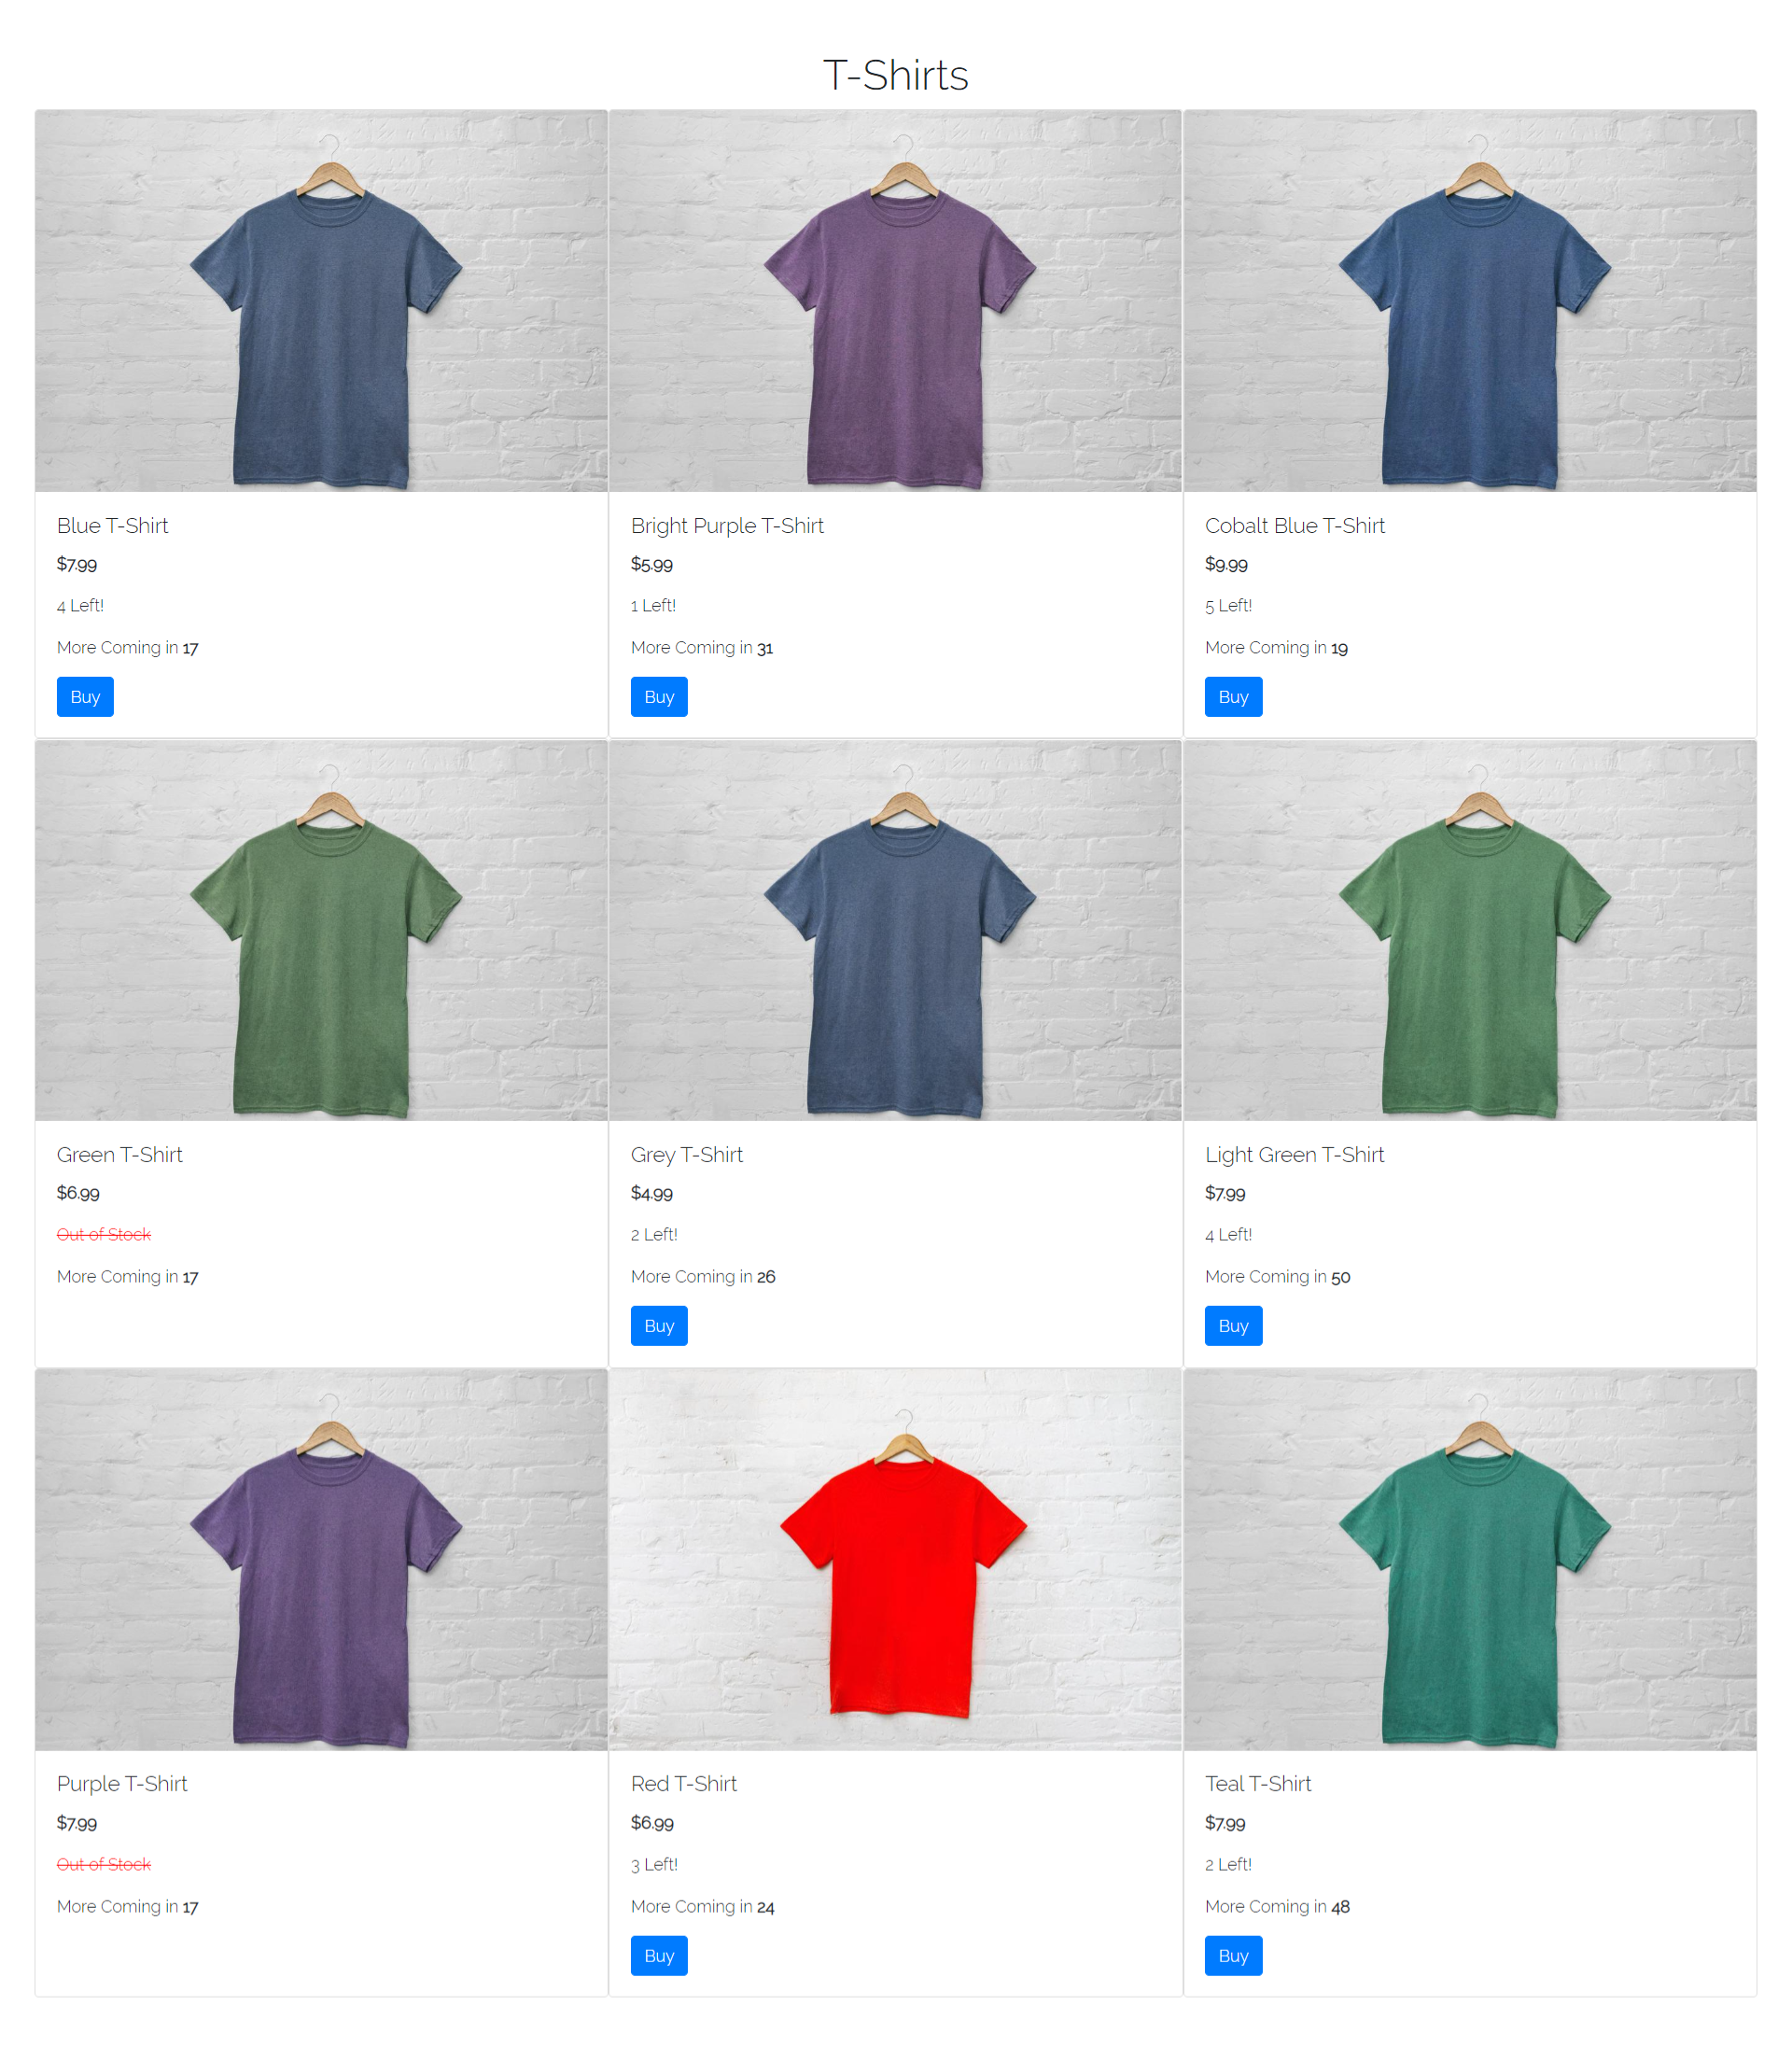 T-Shirts
Blue T-Shirt
$7.99
4 Left!
More Coming in 17
Buy
Bright Purple T-Shirt
$5.99
1 Left!
More Coming in 31
Buy
Cobalt Blue T-Shirt
$9.99
5 Left!
More Coming in 19
Buy
Green T-Shirt
$6.99
Out of Stock
More Coming in 17
Grey T-Shirt
$4.99
2 Left!
More Coming in 26
Buy
Light Green T-Shirt
$7.99
4 Left!
More Coming in 50
Buy
Purple T-Shirt
$7.99
Out of Stock
More Coming in 17
Red T-Shirt
$6.99
3 Left!
More Coming in 24
Buy
Teal T-Shirt
$7.99
2 Left!
More Coming in 48
Buy